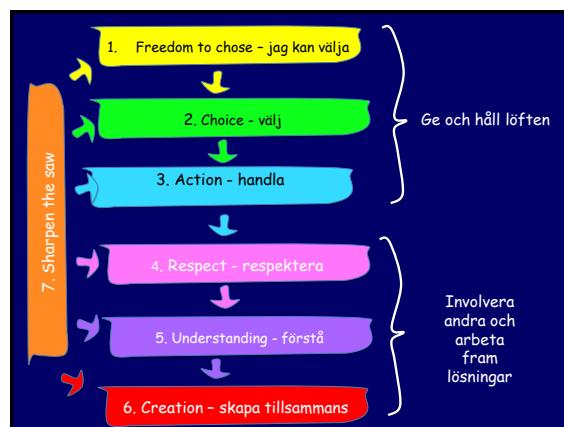 1. Freedom to chose – jag kan välja
2. Choice - välj
3. Action - handla
Ge och håll löften
4. Respect - respektera
5. Understanding - förstå
6. Creation – skapa tillsammans
Involvera
andra och
arbeta
fram
lösningar
7. Sharpen the saw